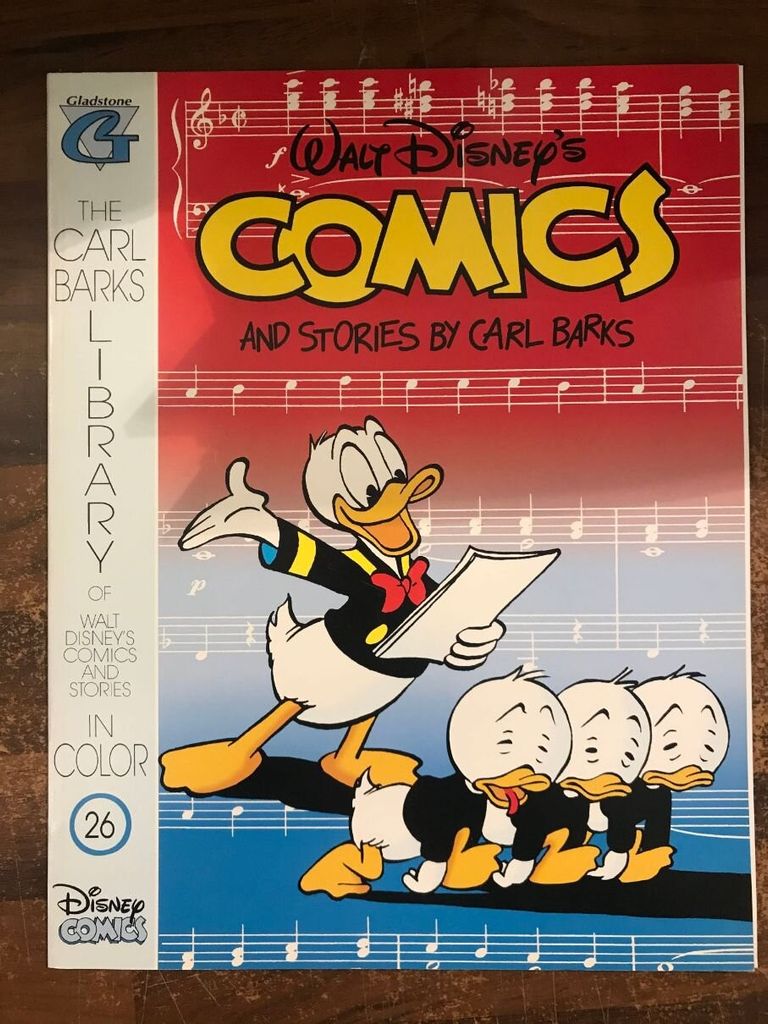 Gladstone
G
THE
CARL
BARKS
LIBRARY
OF
WALT
DISNEY'S
COMICS
AND
STORIES
IN
COLOR
26
DISNEY
COMICS
WALT DISNEY'S
COMICS
AND STORIES BY CARL BARKS
f
p